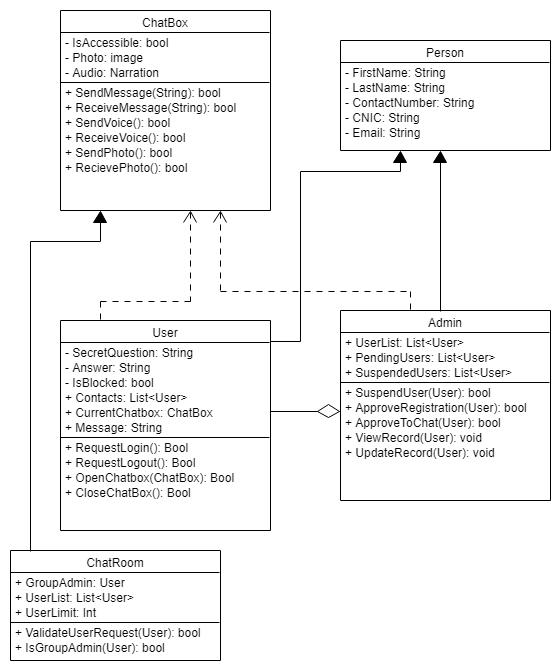 ChatBox
- IsAccessible: bool
- Photo: image
- Audio: Narration
+ SendMessage(String): bool
+ ReceiveMessage(String): bool
+ SendVoice(): bool
+ ReceiveVoice(): bool
+ SendPhoto(): bool
+ RecievePhoto(): bool
Person
- FirstName: String
- LastName: String
- ContactNumber: String
- CNIC: String
- Email: String
User
- SecretQuestion: String
- Answer: String
- IsBlocked: bool
+ Contacts: List<User>
+ CurrentChatbox: ChatBox
+ Message: String
+ RequestLogin(): Bool
+ RequestLogout(): Bool
+ OpenChatbox(ChatBox): Bool
+ CloseChatBox(): Bool
Admin
+ UserList: List<User>
+ PendingUsers: List<User>
+ SuspendedUsers: List<User>
+ SuspendUser(User): bool
+ ApproveRegistration(User): bool
+ ApproveToChat(User): bool
+ ViewRecord(User): void
+ UpdateRecord(User): void
ChatRoom
+ GroupAdmin: User
+ UserList: List<User>
+ UserLimit: Int
+ ValidateUserRequest(User): bool
+ IsGroupAdmin(User): bool